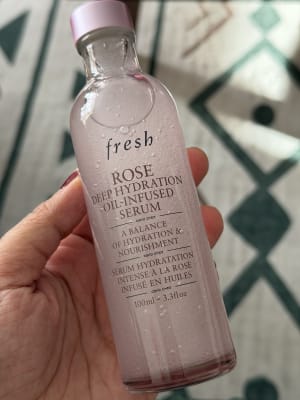 fresh
ROSE
DEEP HYDRATION
OIL-INFUSED
SERUM
A BALANCE
OF HYDRATION &
NOURISHMENT
SÉRUM HYDRATATION
INTENSE À LA ROSE
INFUSÉ EN HUILES
100ml - 3.3fl oz